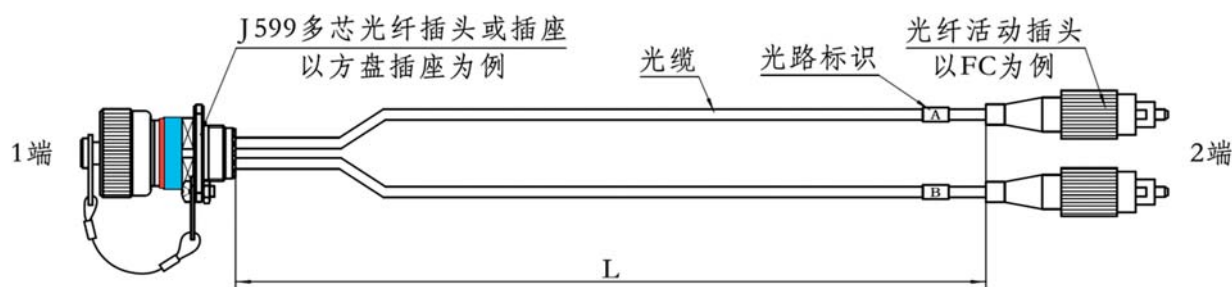 J599多芯光纤插头或插座
以方盘插座为例
光缆
光路标识
光纤活动插头
以FC为例
1端
A
2端
B
L